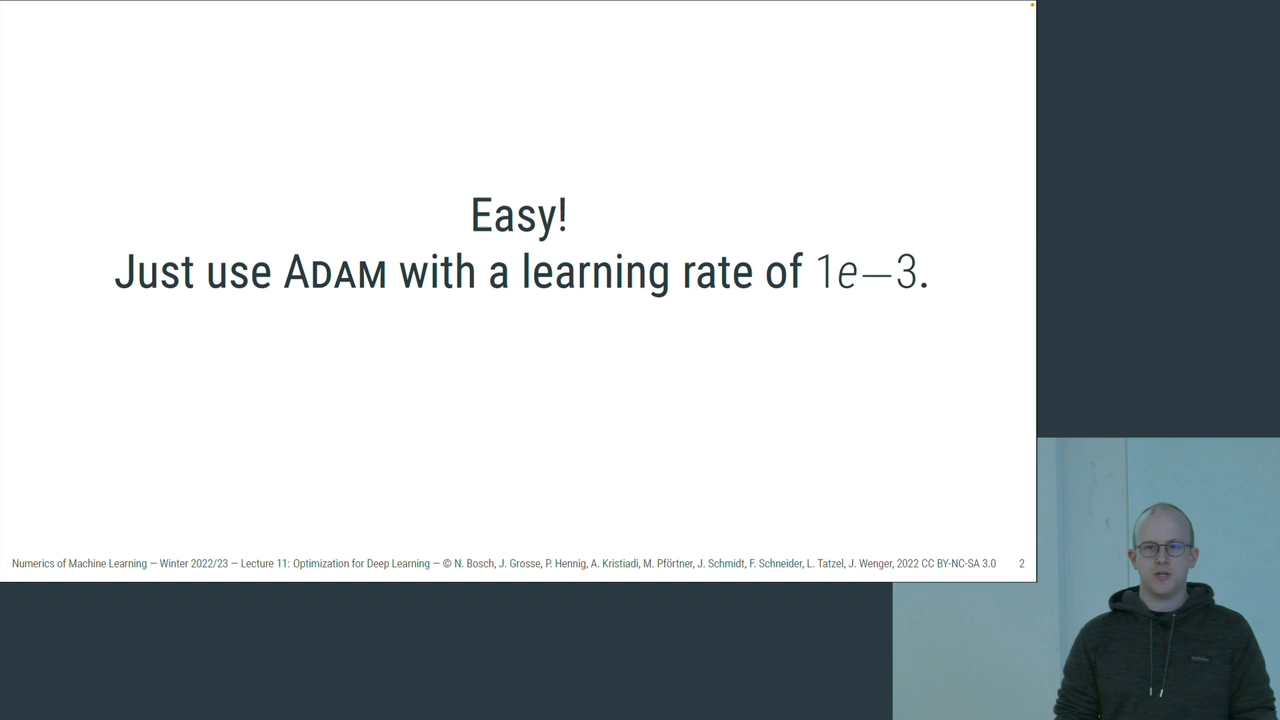 Easy!
Just use ADAM with a learning rate of 1e−3.
Numerics of Machine Learning — Winter 2022/23 — Lecture 11: Optimization for Deep Learning — © N. Bosch, J. Grosse, P. Hennig, A. Kristiadi, M. Pförtner, J. Schmidt, F. Schneider, L. Tatzel, J. Wenger, 2022 CC BY-NC-SA 3.0 2